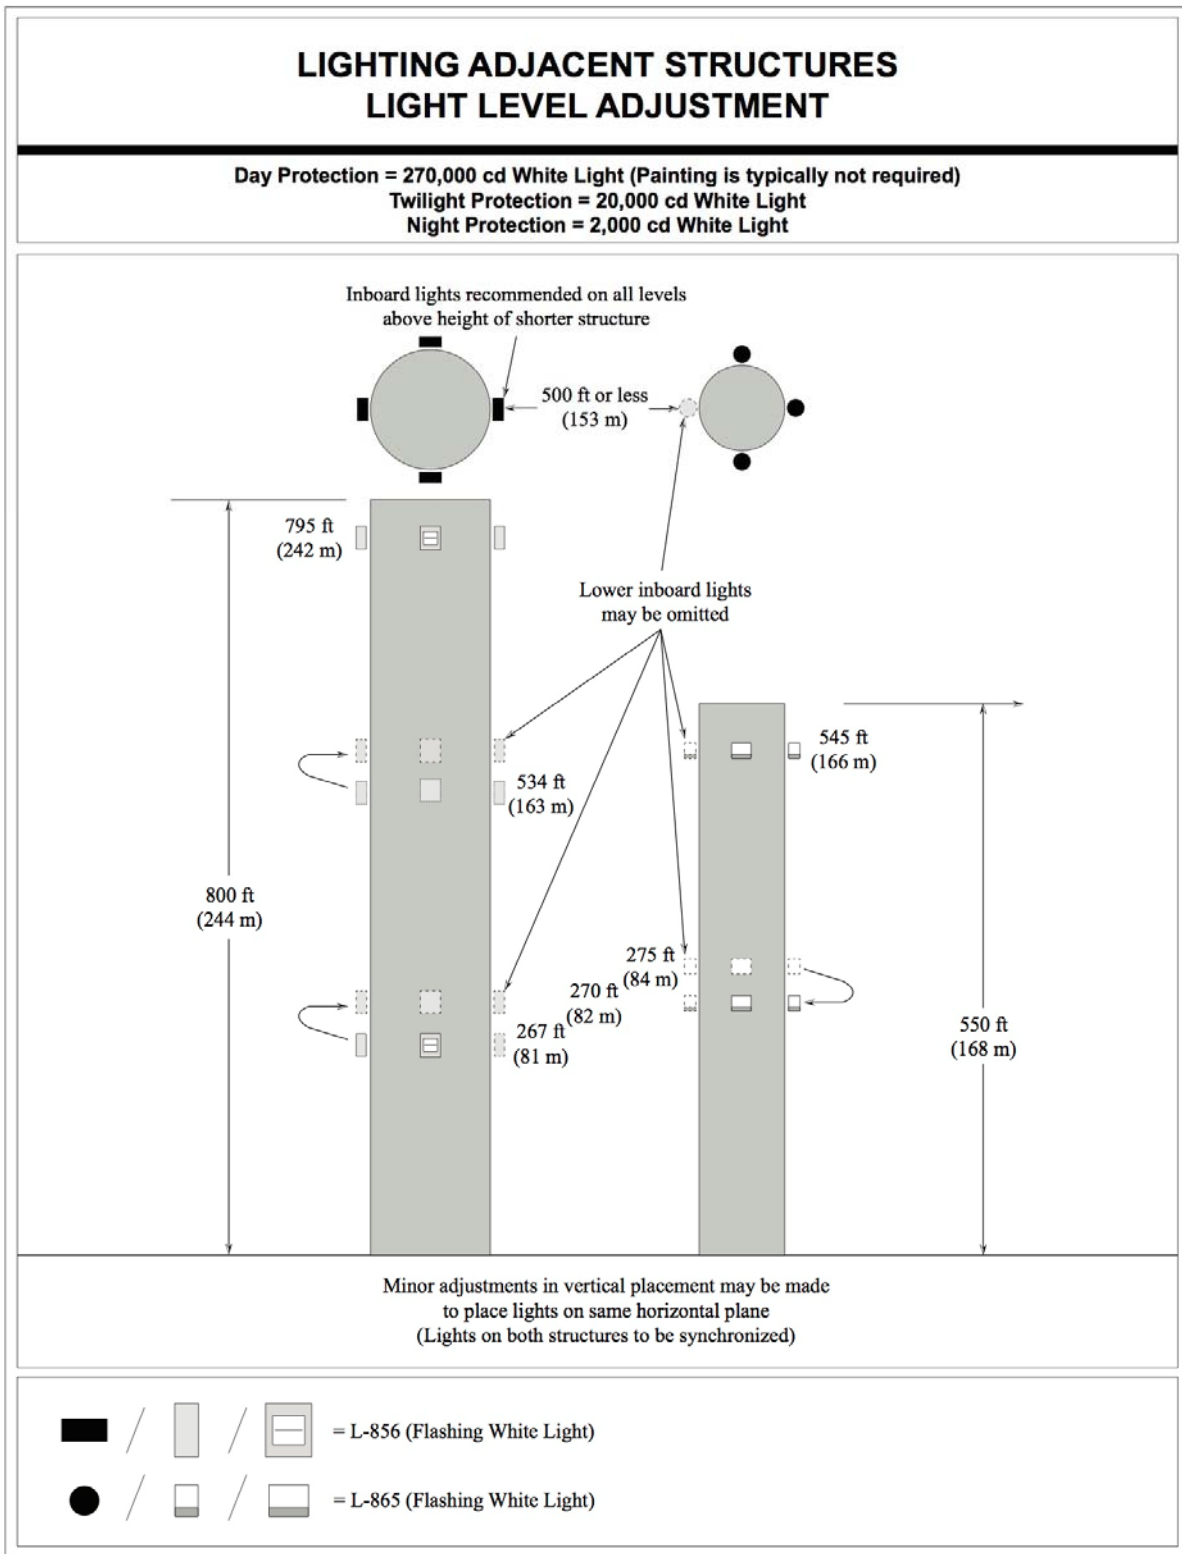 LIGHTING ADJACENT STRUCTURES
LIGHT LEVEL ADJUSTMENT
Day Protection = 270,000 cd White Light (Painting is typically not required)
Twilight Protection = 20,000 cd White Light
Night Protection = 2,000 cd White Light
Inboard lights recommended on all levels
above height of shorter structure
500 ft or less
(153 m)
795 ft
(242 m)
Lower inboard lights
may be omitted
545 ft
(166 m)
534 ft
(163 m)
800 ft
(244 m)
275 ft
(84 m)
270 ft
(82 m)
267 ft
(81 m)
550 ft
(168 m)
Minor adjustments in vertical placement may be made
to place lights on same horizontal plane
(Lights on both structures to be synchronized)
= L-856 (Flashing White Light)
= L-865 (Flashing White Light)